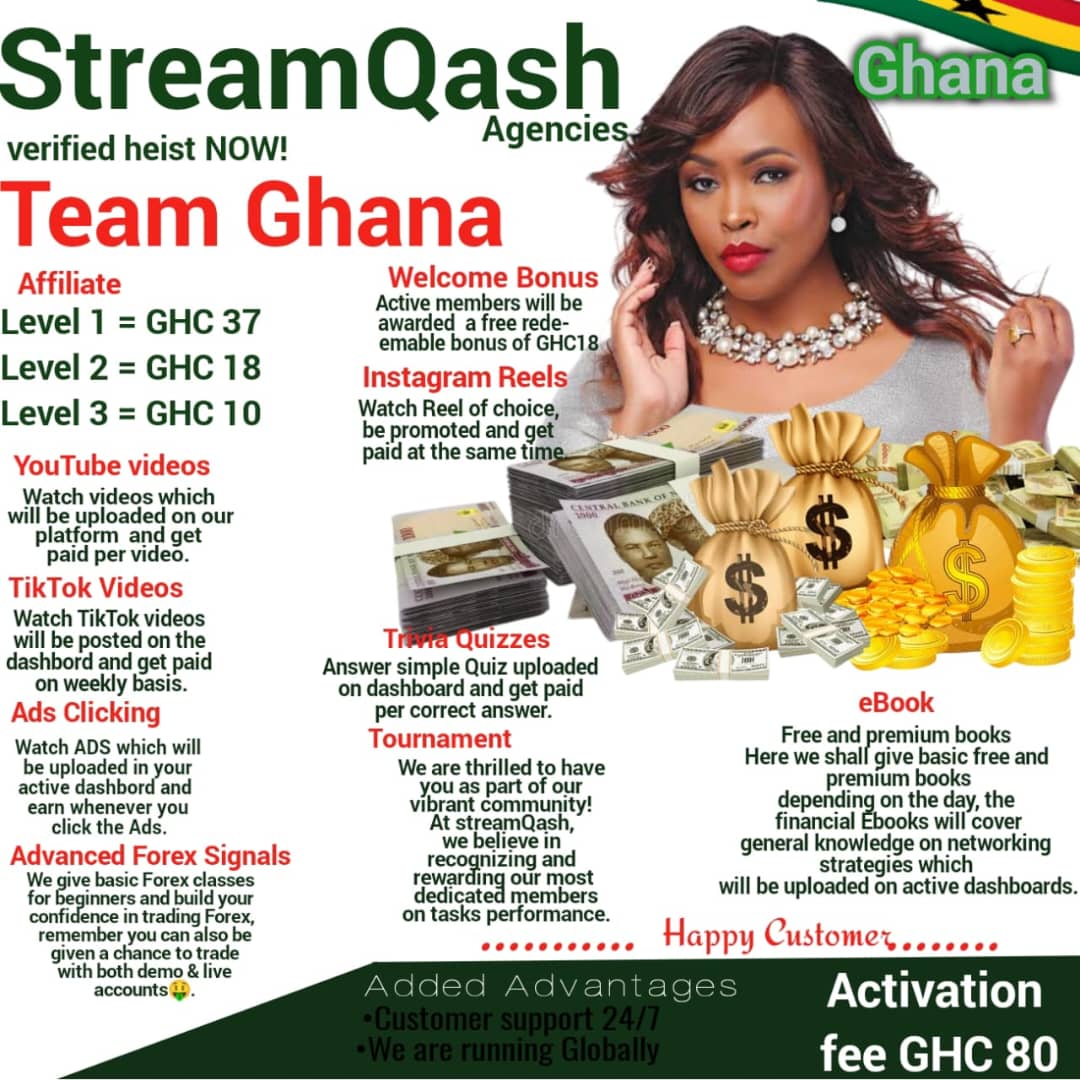 StreamQash
Agencies
verified heist NOW!
Team Ghana
Ghana
Affiliate
Level 1 = GHC 37
Level 2 = GHC 18
Level 3 = GHC 10
YouTube videos
Watch videos which
will be uploaded on our
platform and get
paid per video.
TikTok Videos
Watch TikTok videos
will be posted on the
dashbord and get paid
on weekly basis.
Ads Clicking
Watch ADS which will
be uploaded in your
active dashbord and
earn whenever you
click the Ads.
Advanced Forex Signals
We give basic Forex classes
for beginners and build your
confidence in trading Forex,
remember you can also be
given a chance to trade
with both demo & live
accounts🤑.
Welcome Bonus
Active members will be
awarded a free rede-
emable bonus of GHC18
Instagram Reels
Watch Reel of choice,
be promoted and get
paid at the same time.
CENTRAL BANK OF
1000
$
$
$
Trivia Quizzes
Answer simple Quiz uploaded
on dashboard and get paid
per correct answer.
Tournament
We are thrilled to have
you as part of our
vibrant community!
At streamQash,
we believe in
recognizing and
rewarding our most
dedicated members
on tasks performance.
eBook
Free and premium books
Here we shall give basic free and
premium books
depending on the day, the
financial Ebooks will cover
general knowledge on networking
strategies which
will be uploaded on active dashboards.
........... Happy Customer.......
Added Advantages
•Customer support 24/7
•We are running Globally
Activation
fee GHC 80